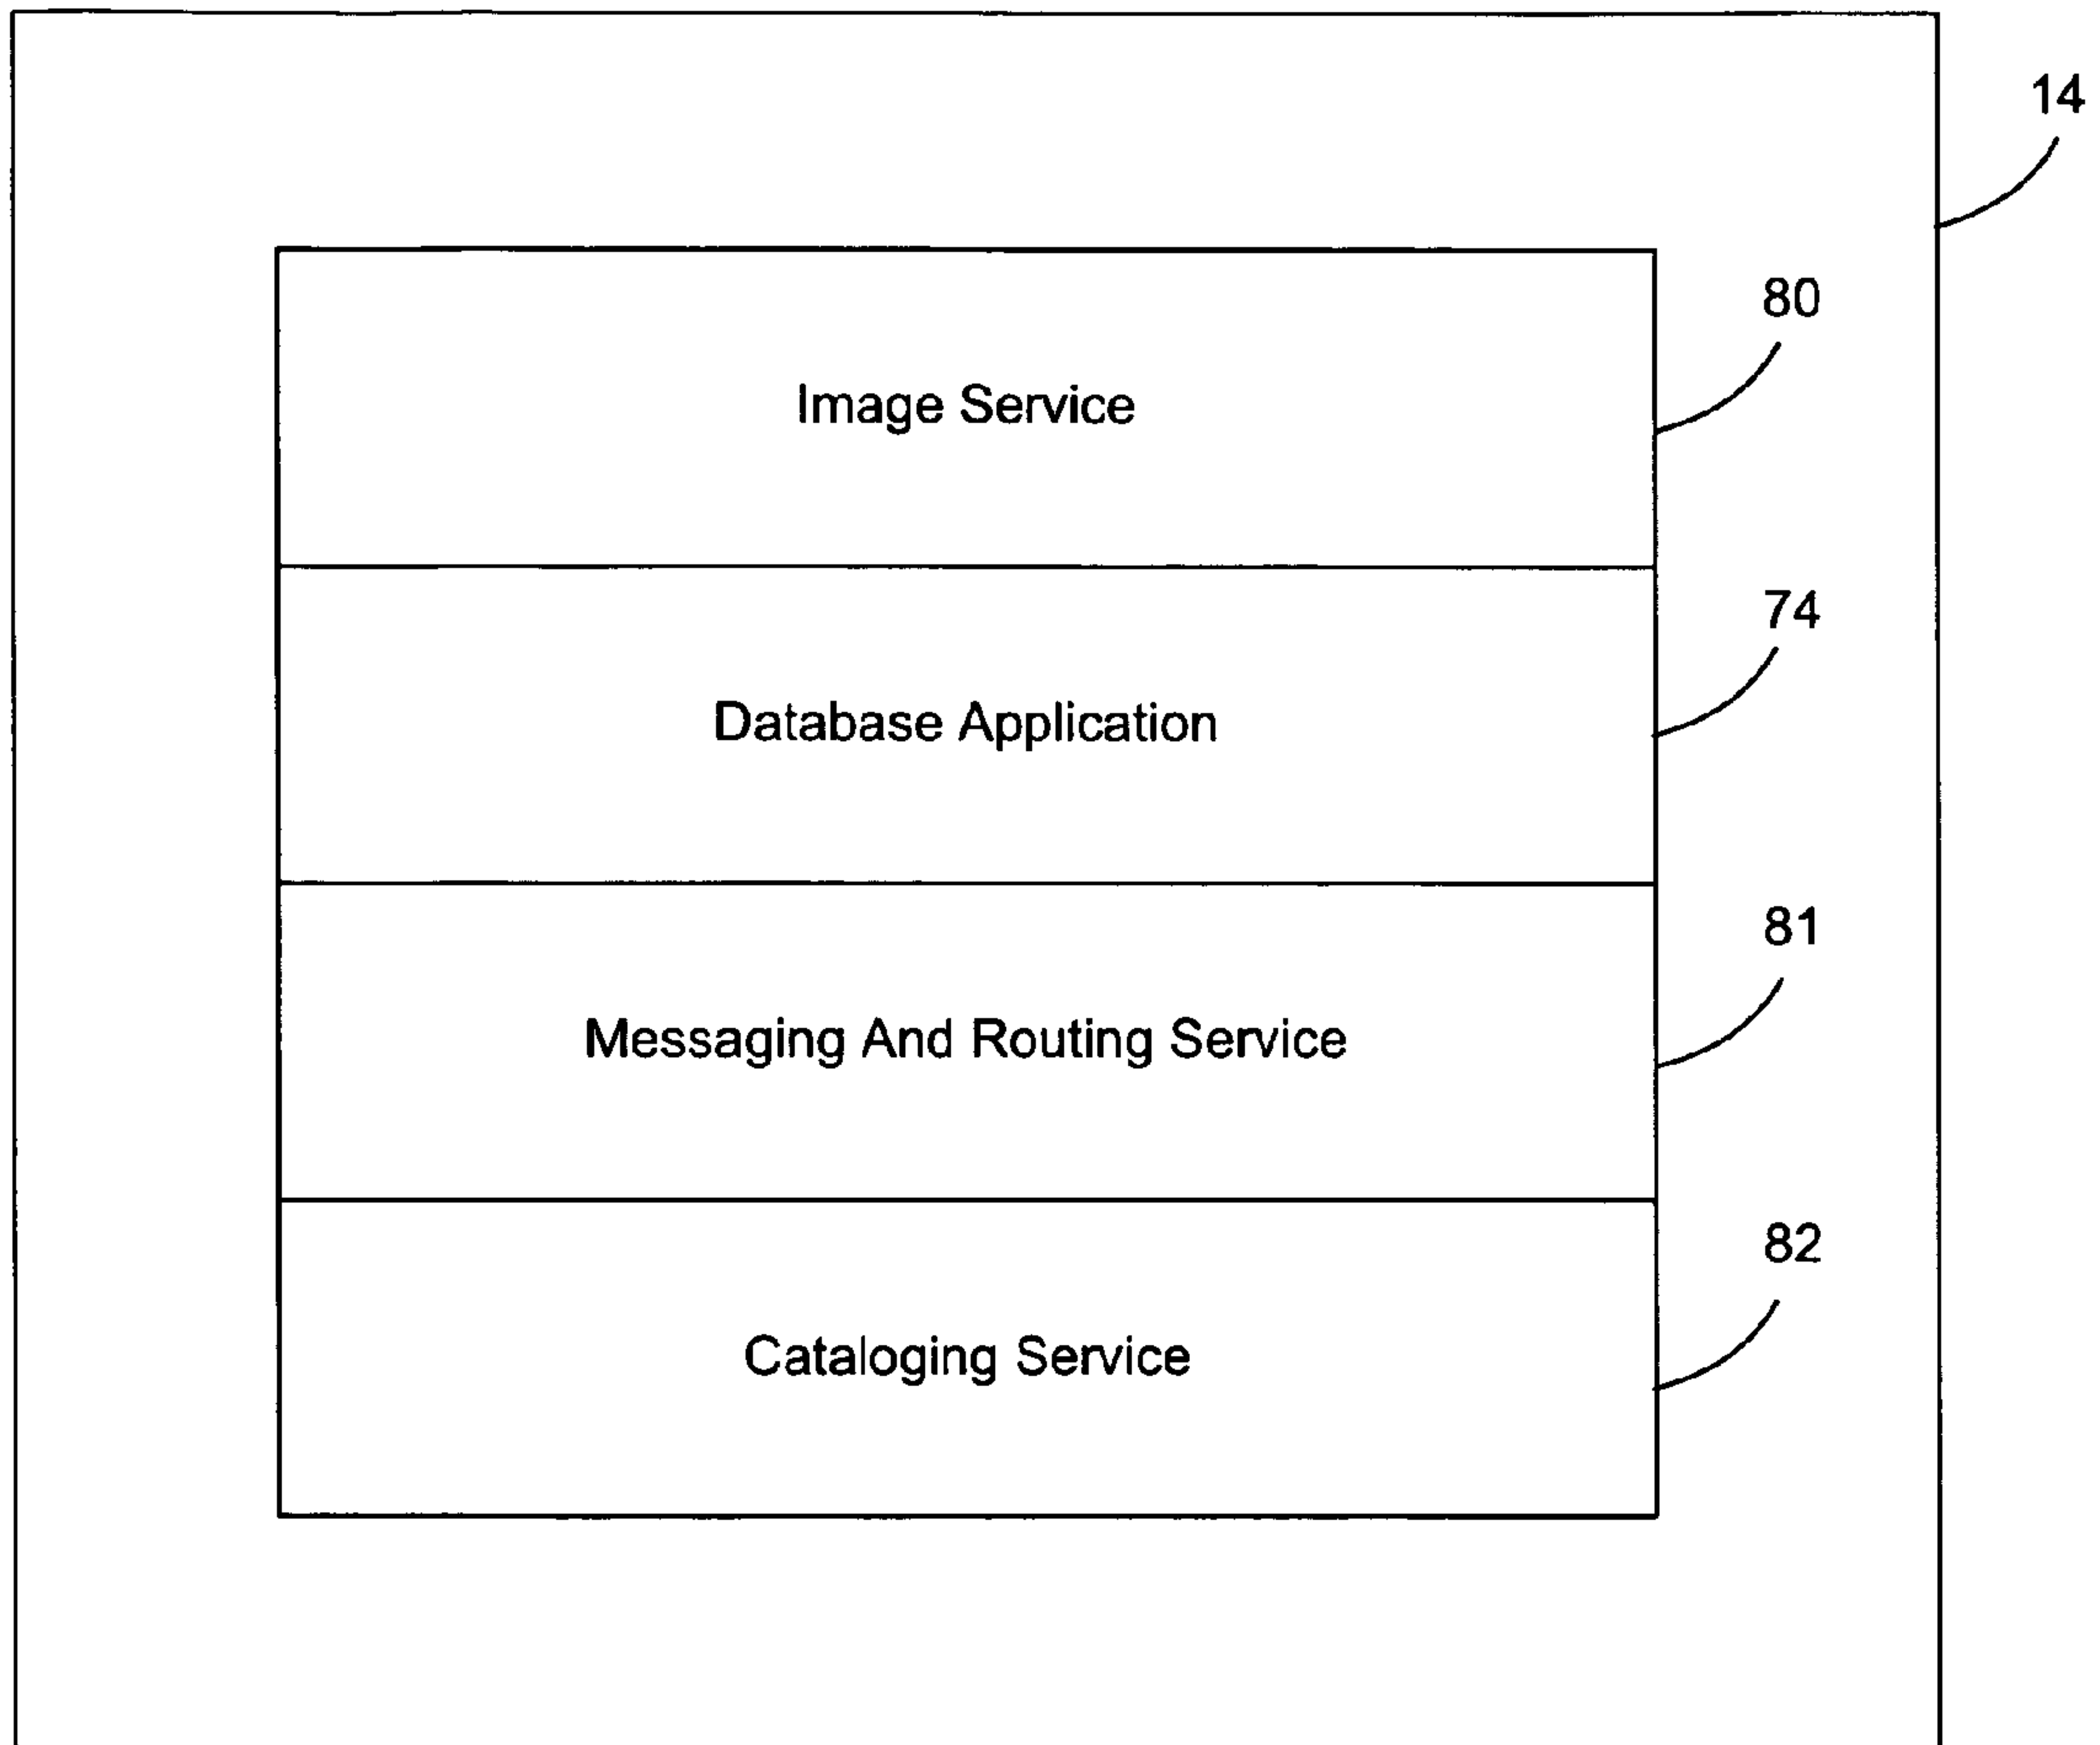 14
80
Image Service
74
Database Application
81
Messaging And Routing Service
82
Cataloging Service